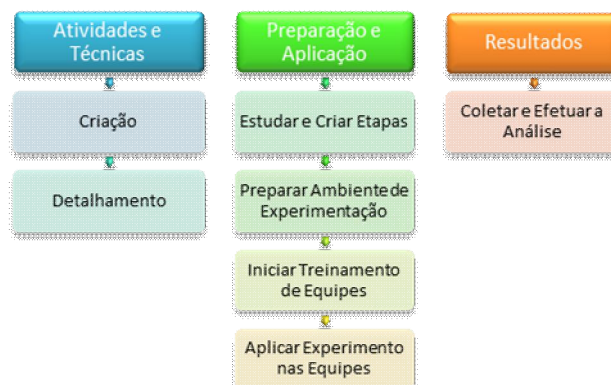 Atividades e
Técnicas
Criação
Detalhamento
Preparação e
Aplicação
Estudar e Criar Etapas
Preparar Ambiente de
Experimentação
Iniciar Treinamento
de Equipes
Aplicar Experimento
nas Equipes
Resultados
Coletar e Efetuar a
Análise